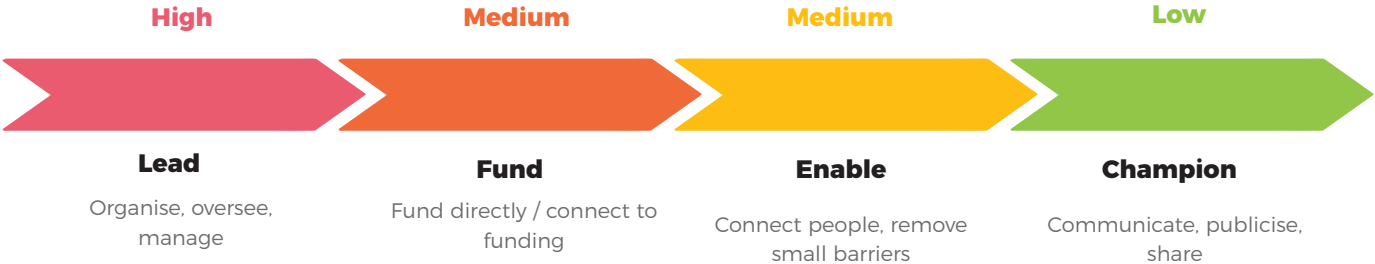 High
Medium
Medium
Low
Lead
Fund
Enable
Champion
Organise, oversee,
manage
Fund directly / connect to
funding
Connect people, remove
small barriers
Communicate, publicise,
share